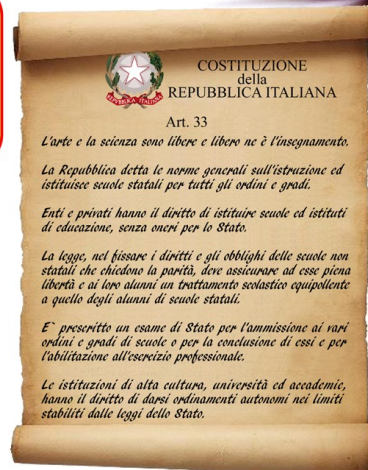 REPVBBLICA ITALIANA
COSTITUZIONE
della
REPUBBLICA ITALIANA
Art. 33
L'arte e la scienza sono libere e libero ne è l'insegnamento.
La Repubblica detta le norme generali sull'istruzione ed
istituisce scuole statali per tutti gli ordini e gradi.
Enti e privati hanno il diritto di istituire scuole ed istituti
di educazione, senza oneri per lo Stato.
La legge, nel fissare i diritti e gli obblighi delle scuole non
statali che chiedono la parità, deve assicurare ad esse piena
libertà e ai loro alunni un trattamento scolastico equipollente
a quello degli alunni di scuole statali.
E` prescritto un esame di Stato per l'ammissione ai vari
ordini e gradi di scuole o per la conclusione di essi e per
l'abilitazione all'esercizio professionale.
Le istituzioni di alta cultura, università ed accademie,
hanno il diritto di darsi ordinamenti autonomi nei limiti
stabiliti dalle leggi dello Stato.